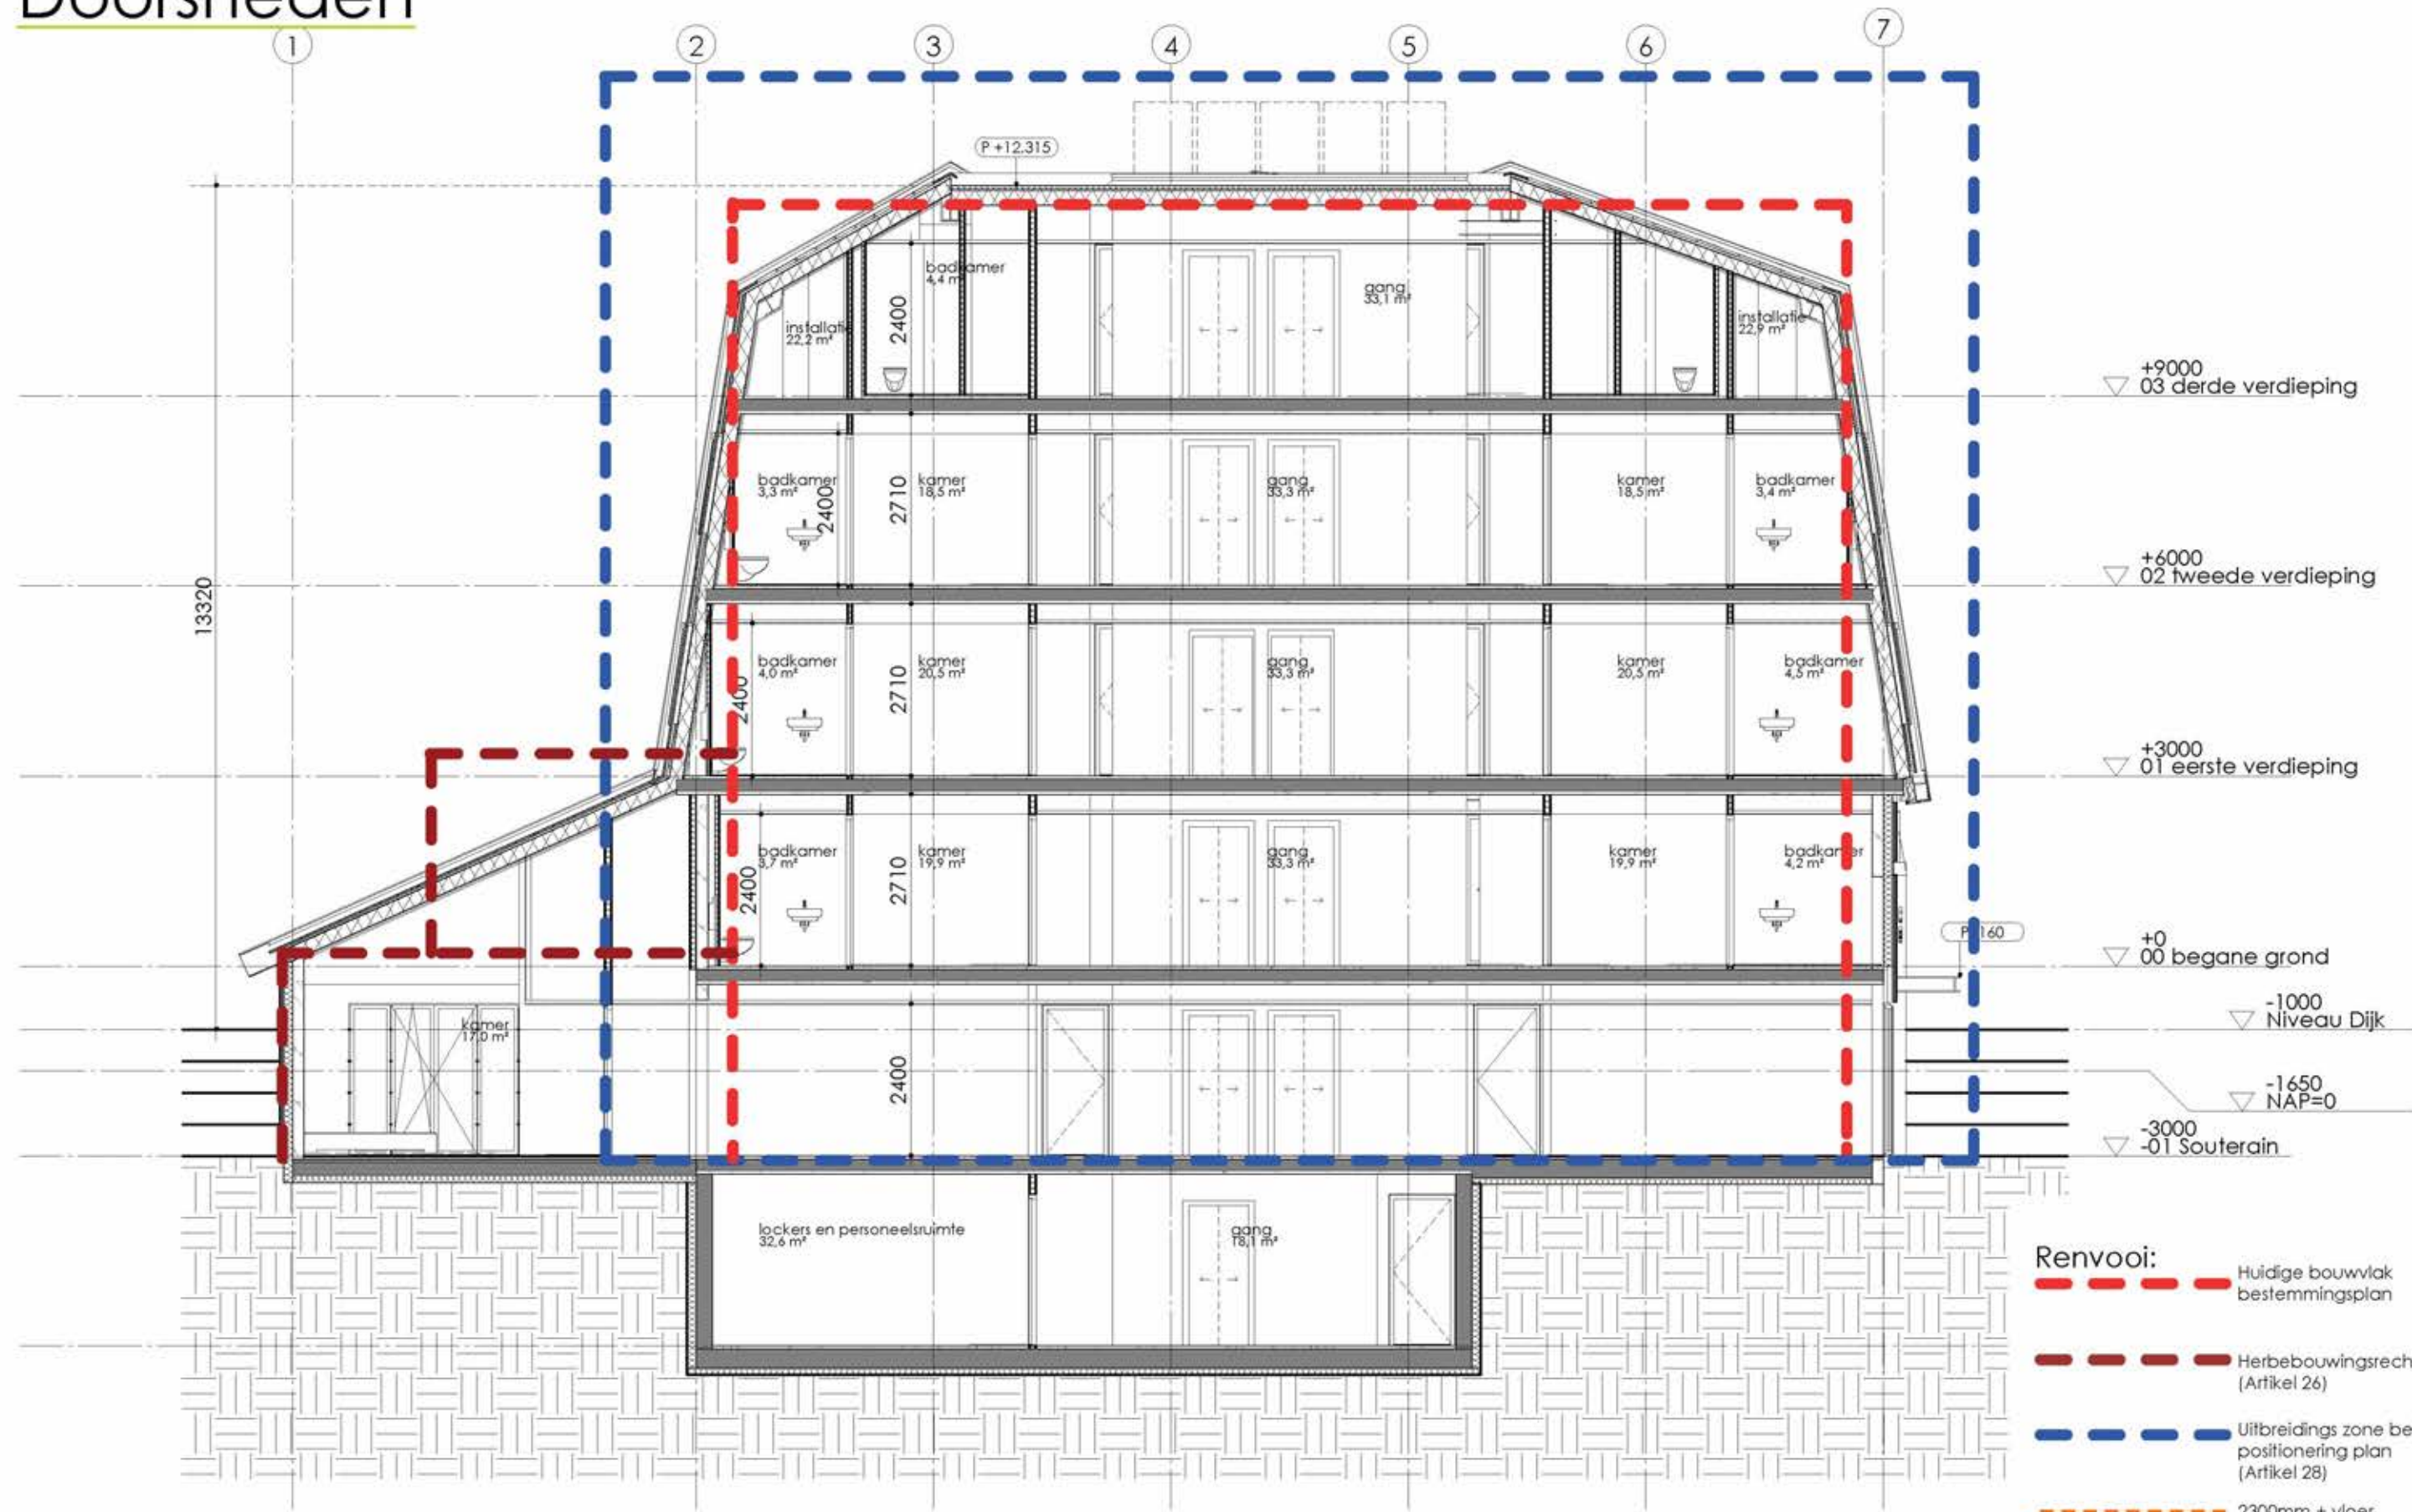 Doorsneden
1
2
3
4
5
6
7
P +12.315
badkamer
4,4 m²
gang
33,1 m²
installatie
22,2 m²
2400
installatie
22,9 m²
+9000
03 derde verdieping
badkamer
3,3 m²
2400
2710
kamer
18,5 m²
gang
33,3 m²
kamer
18,5 m²
badkamer
3,4 m²
+6000
02 tweede verdieping
13320
badkamer
4,0 m²
2400
2710
kamer
20,5 m²
gang
33,3 m²
kamer
20,5 m²
badkamer
4,5 m²
+3000
01 eerste verdieping
badkamer
3,7 m²
2400
2710
kamer
19,9 m²
gang
33,3 m²
kamer
19,9 m²
badkamer
4,2 m²
+0
00 begane grond
-1000
Niveau Dijk
kamer
17,0 m²
2400
-1650
NAP=0
-3000
-01 Souterain
lockers en personeelsruimte
32,6 m²
gang
18,1 m²
Renvooi:
Huidige bouwvlak
bestemmingsplan
Herbebouwingsrech
(Artikel 26)
Uitbreidings zone be
positionering plan
(Artikel 28)
2300mm + vloer